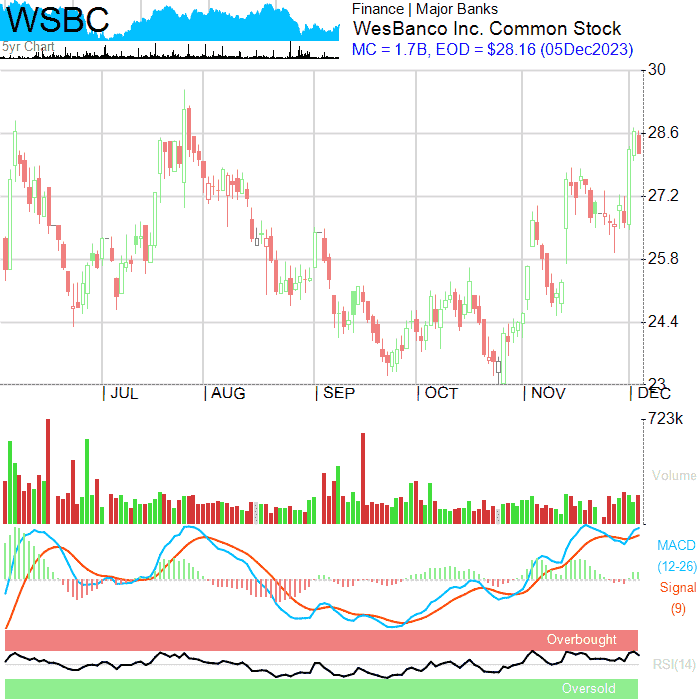 WSBC
5yr Chart
Finance | Major Banks
WesBanco Inc. Common Stock
MC = 1.7B, EOD = $28.16 (05Dec2023)
30
28.6
27.2
25.8
24.4
23
| JUL | AUG | SEP | OCT | NOV | DEC
723k
Volume
MACD
(12-26)
Signal
(9)
Overbought
RSI(14)
Oversold